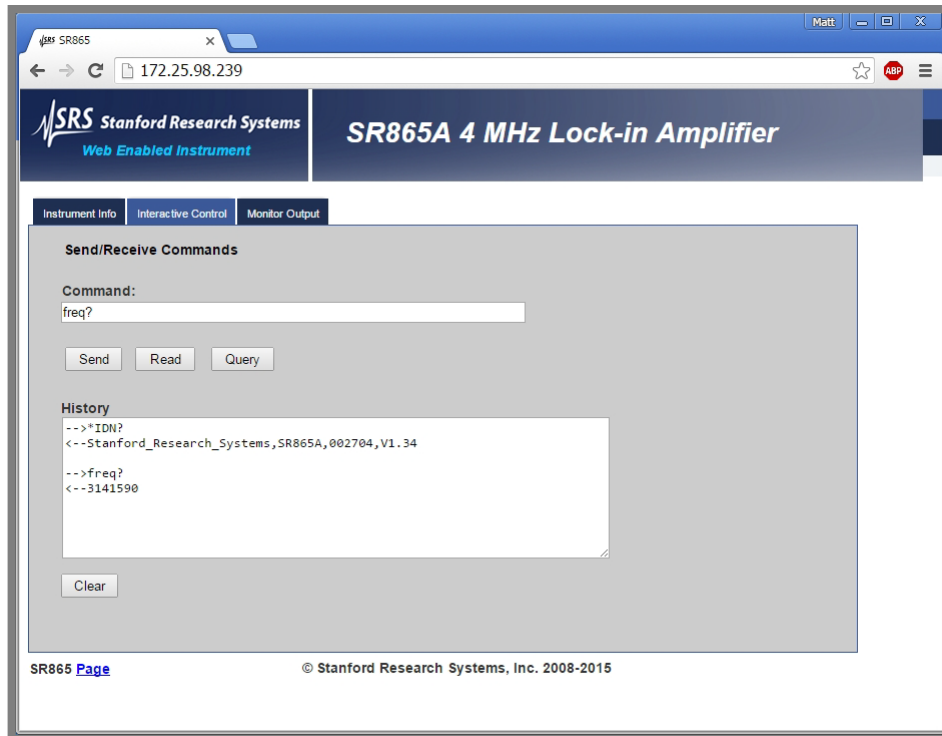 Matt
SRS SR865
172.25.98.239
ABP
SRS Stanford Research Systems
Web Enabled Instrument
SR865A 4 MHz Lock-in Amplifier
Instrument Info
Interactive Control
Monitor Output
Send/Receive Commands
Command:
freq?
Send
Read
Query
History
-->*IDN?
<--Stanford_Research_Systems,SR865A,002704,V1.34
-->freq?
<--3141590
Clear
SR865 Page
© Stanford Research Systems, Inc. 2008-2015